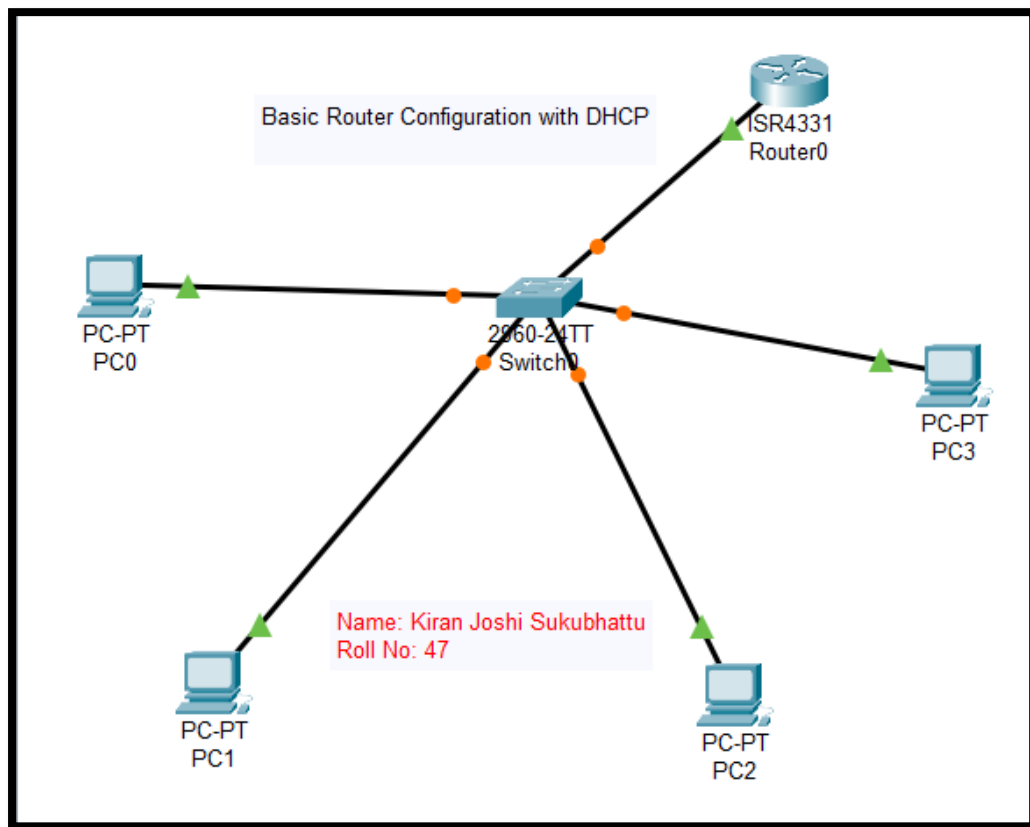 Basic Router Configuration with DHCP
ISR4331
Router0
PC-PT
PC0
2960-24TT
Switch0
PC-PT
PC3
Name: Kiran Joshi Sukubhattu
Roll No: 47
PC-PT
PC1
PC-PT
PC2